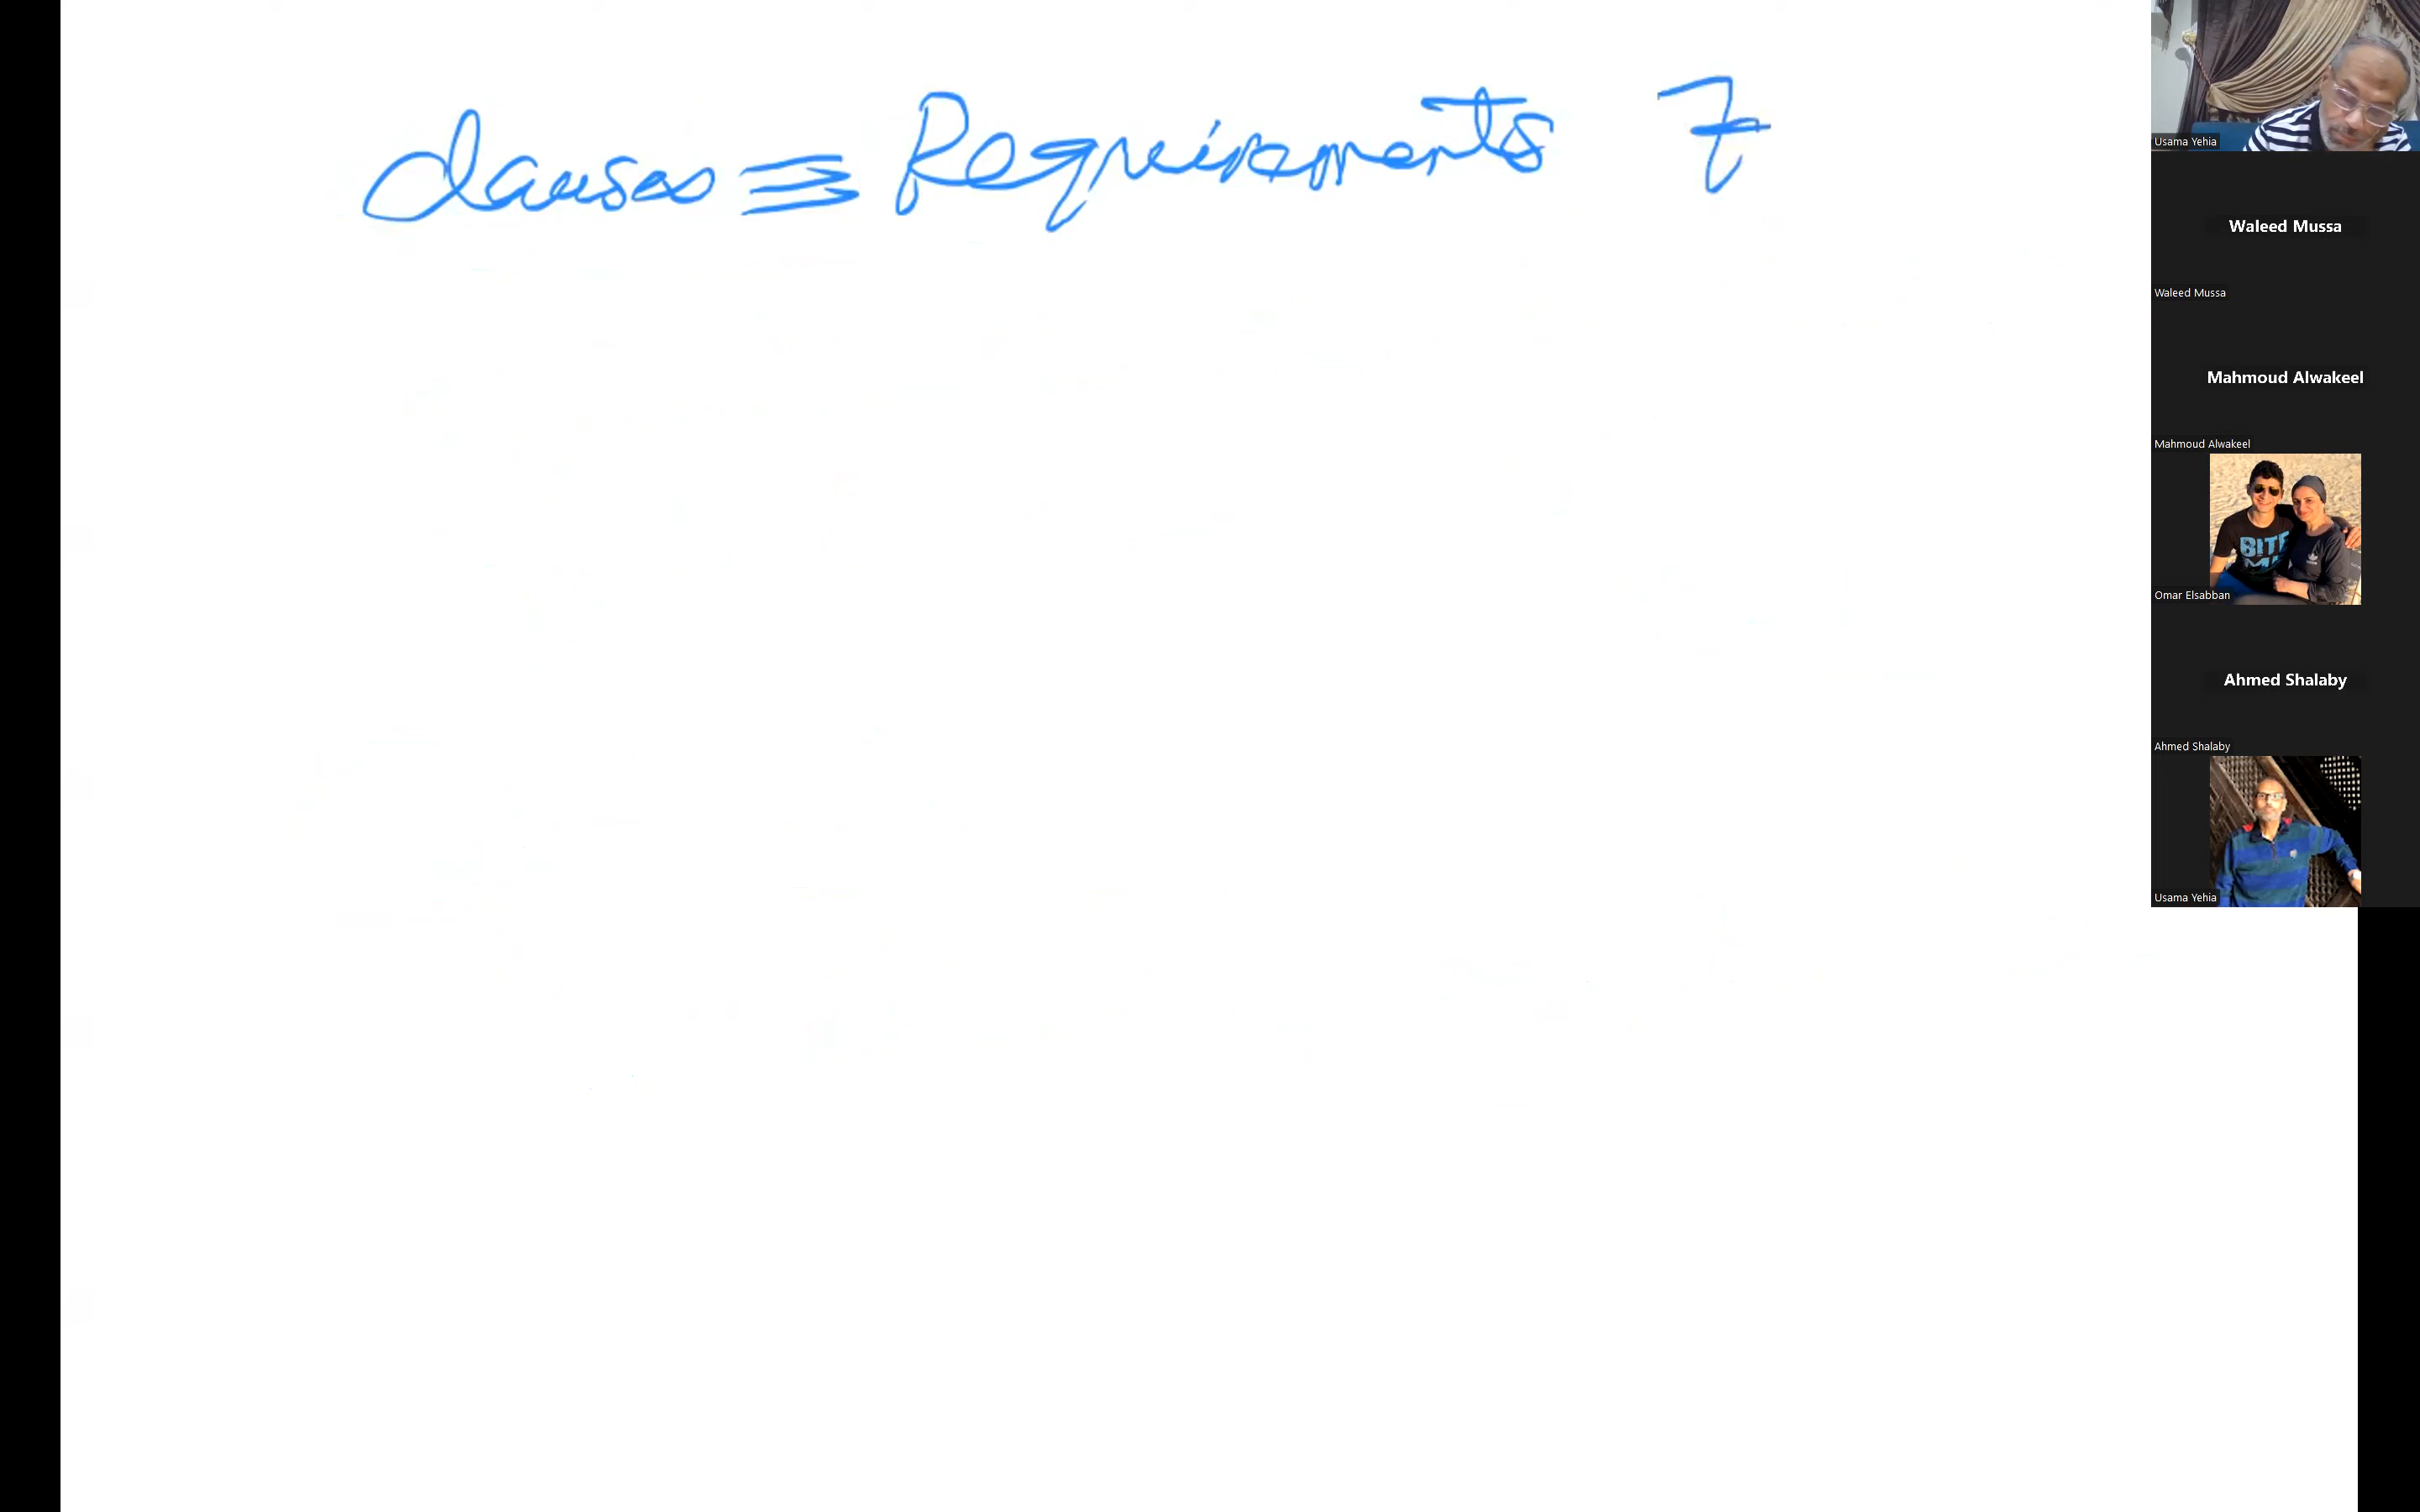 clauses ≡ Requirements 7
Usama Yehia
Waleed Mussa
Waleed Mussa
Mahmoud Alwakeel
Mahmoud Alwakeel
BITE
Omar Elsabban
Ahmed Shalaby
Ahmed Shalaby
Usama Yehia